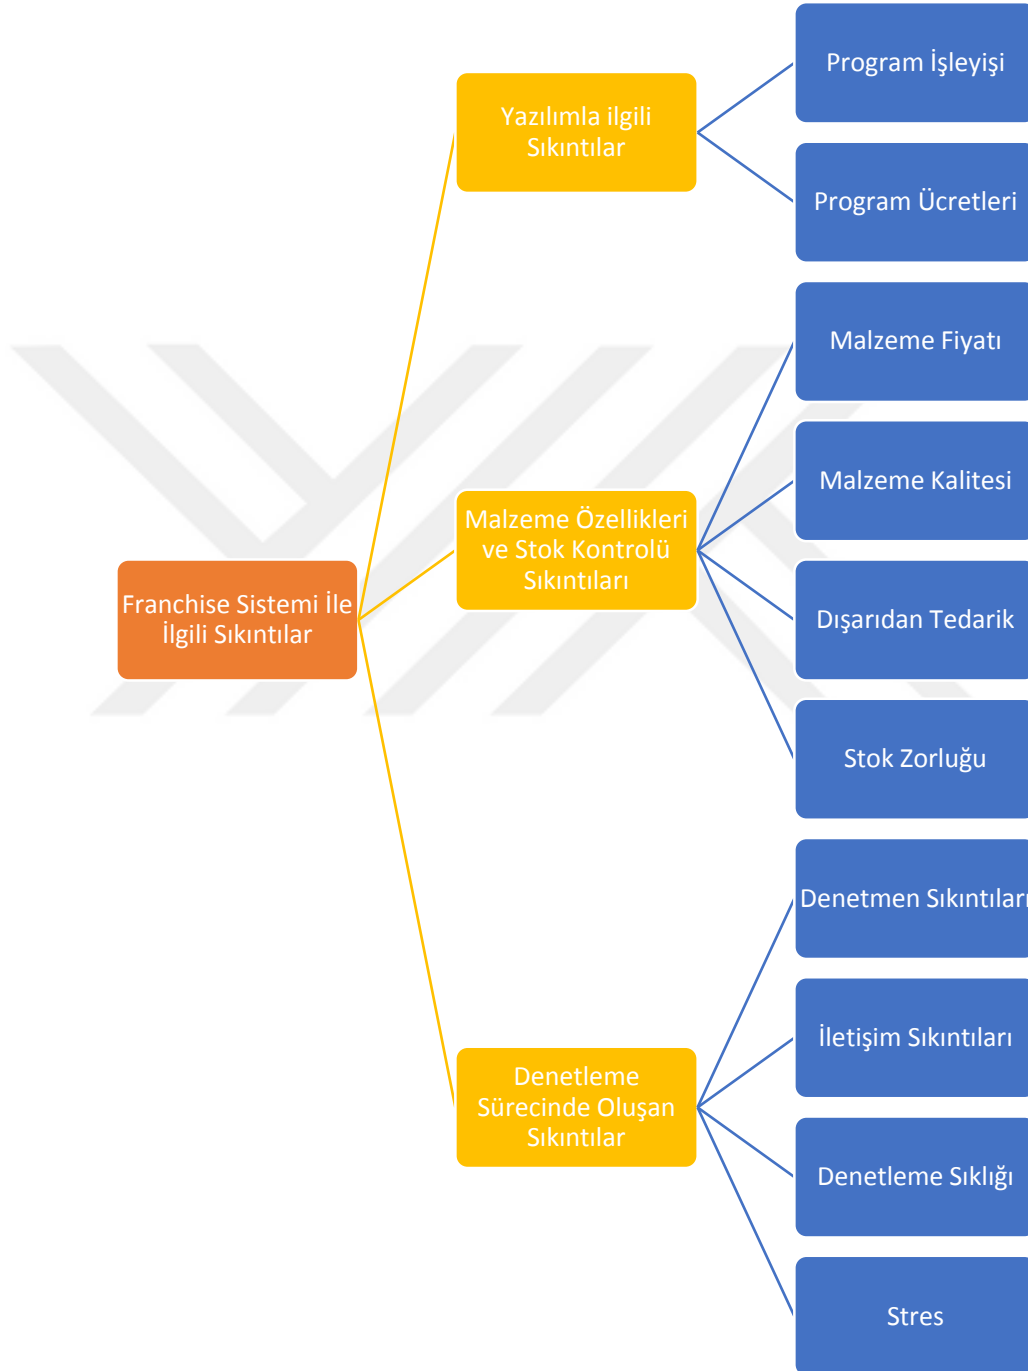 Program İşleyişi
Yazılımla ilgili
Sıkıntılar
Program Ücretleri
Malzeme Fiyatı
Malzeme Kalitesi
Malzeme Özellikleri
ve Stok Kontrolü
Sıkıntıları
Franchise Sistemi İle
İlgili Sıkıntılar
Dışarıdan Tedarik
Stok Zorluğu
Denetmen Sıkıntıları
İletişim Sıkıntıları
Denetleme
Sürecinde Oluşan
Sıkıntılar
Denetleme Sıklığı
Stres